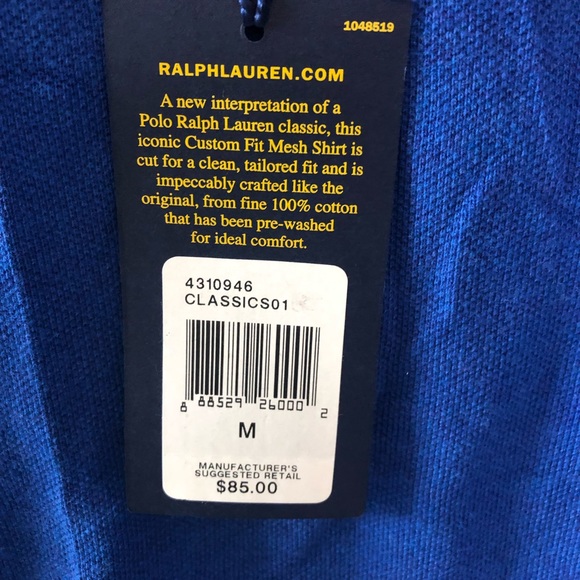 1048519
RALPHLAUREN.COM
A new interpretation of a
Polo Ralph Lauren classic, this
iconic Custom Fit Mesh Shirt is
cut for a clean, tailored fit and is
impeccably crafted like the
original, from fine 100% cotton
that has been pre-washed
for ideal comfort.
4310946
CLASSICS01
8 88529 26000 2
M
MANUFACTURER'S
SUGGESTED RETAIL
$85.00